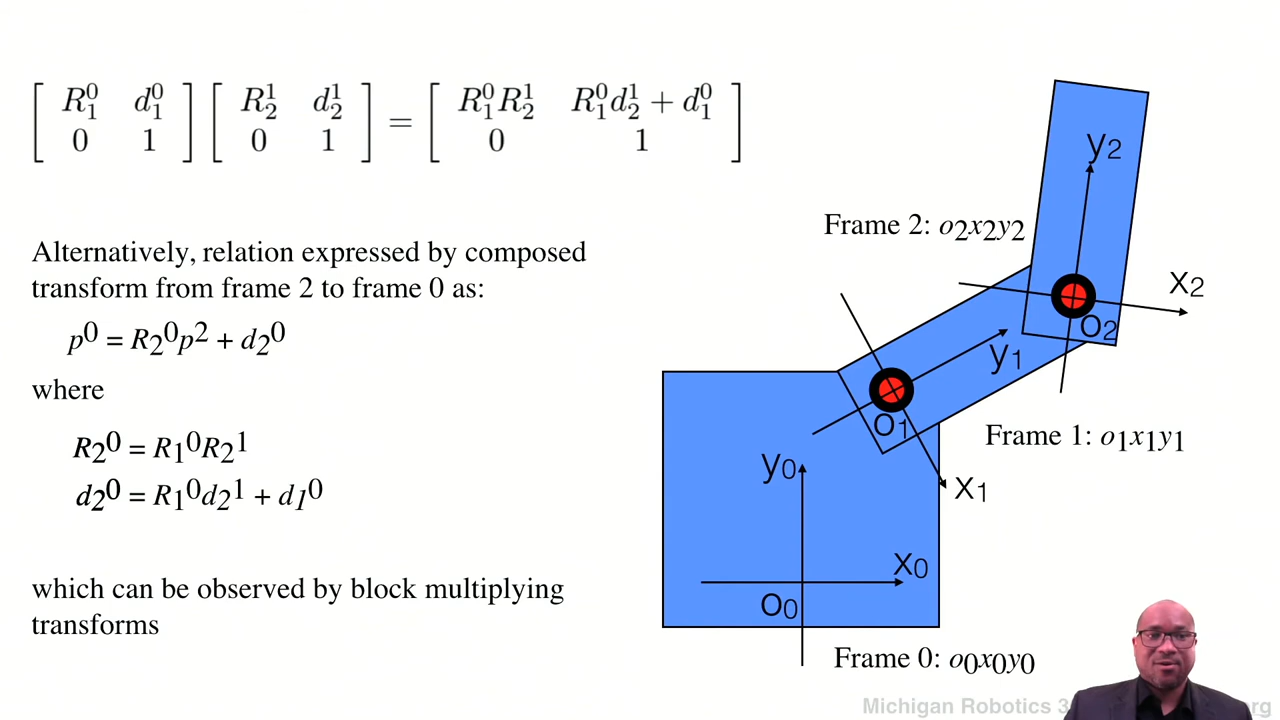 [ R₁⁰ d₁⁰ ] [ R₂¹ d₂¹ ] = [ R₁⁰R₂¹ R₁⁰d₂¹ + d₁⁰ ]
[ 0 1 ] [ 0 1 ] = [ 0 1 ]
Alternatively, relation expressed by composed
transform from frame 2 to frame 0 as:
p⁰ = R₂⁰p² + d₂⁰
where
R₂⁰ = R₁⁰R₂¹
d₂⁰ = R₁⁰d₂¹ + d₁⁰
which can be observed by block multiplying
transforms
y₂
Frame 2: o₂x₂y₂
x₂
o₂
y₁
o₁
Frame 1: o₁x₁y₁
y₀
x₁
x₀
o₀
Frame 0: o₀x₀y₀
Michigan Robotics